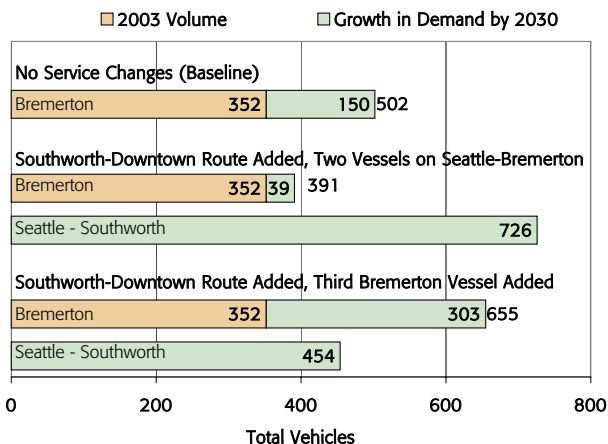 2003 Volume Growth in Demand by 2030
No Service Changes (Baseline)
Bremerton 352 150 502
Southworth-Downtown Route Added, Two Vessels on Seattle-Bremerton
Bremerton 352 39 391
Seattle - Southworth 726
Southworth-Downtown Route Added, Third Bremerton Vessel Added
Bremerton 352 303 655
Seattle - Southworth 454
0 200 400 600 800
Total Vehicles